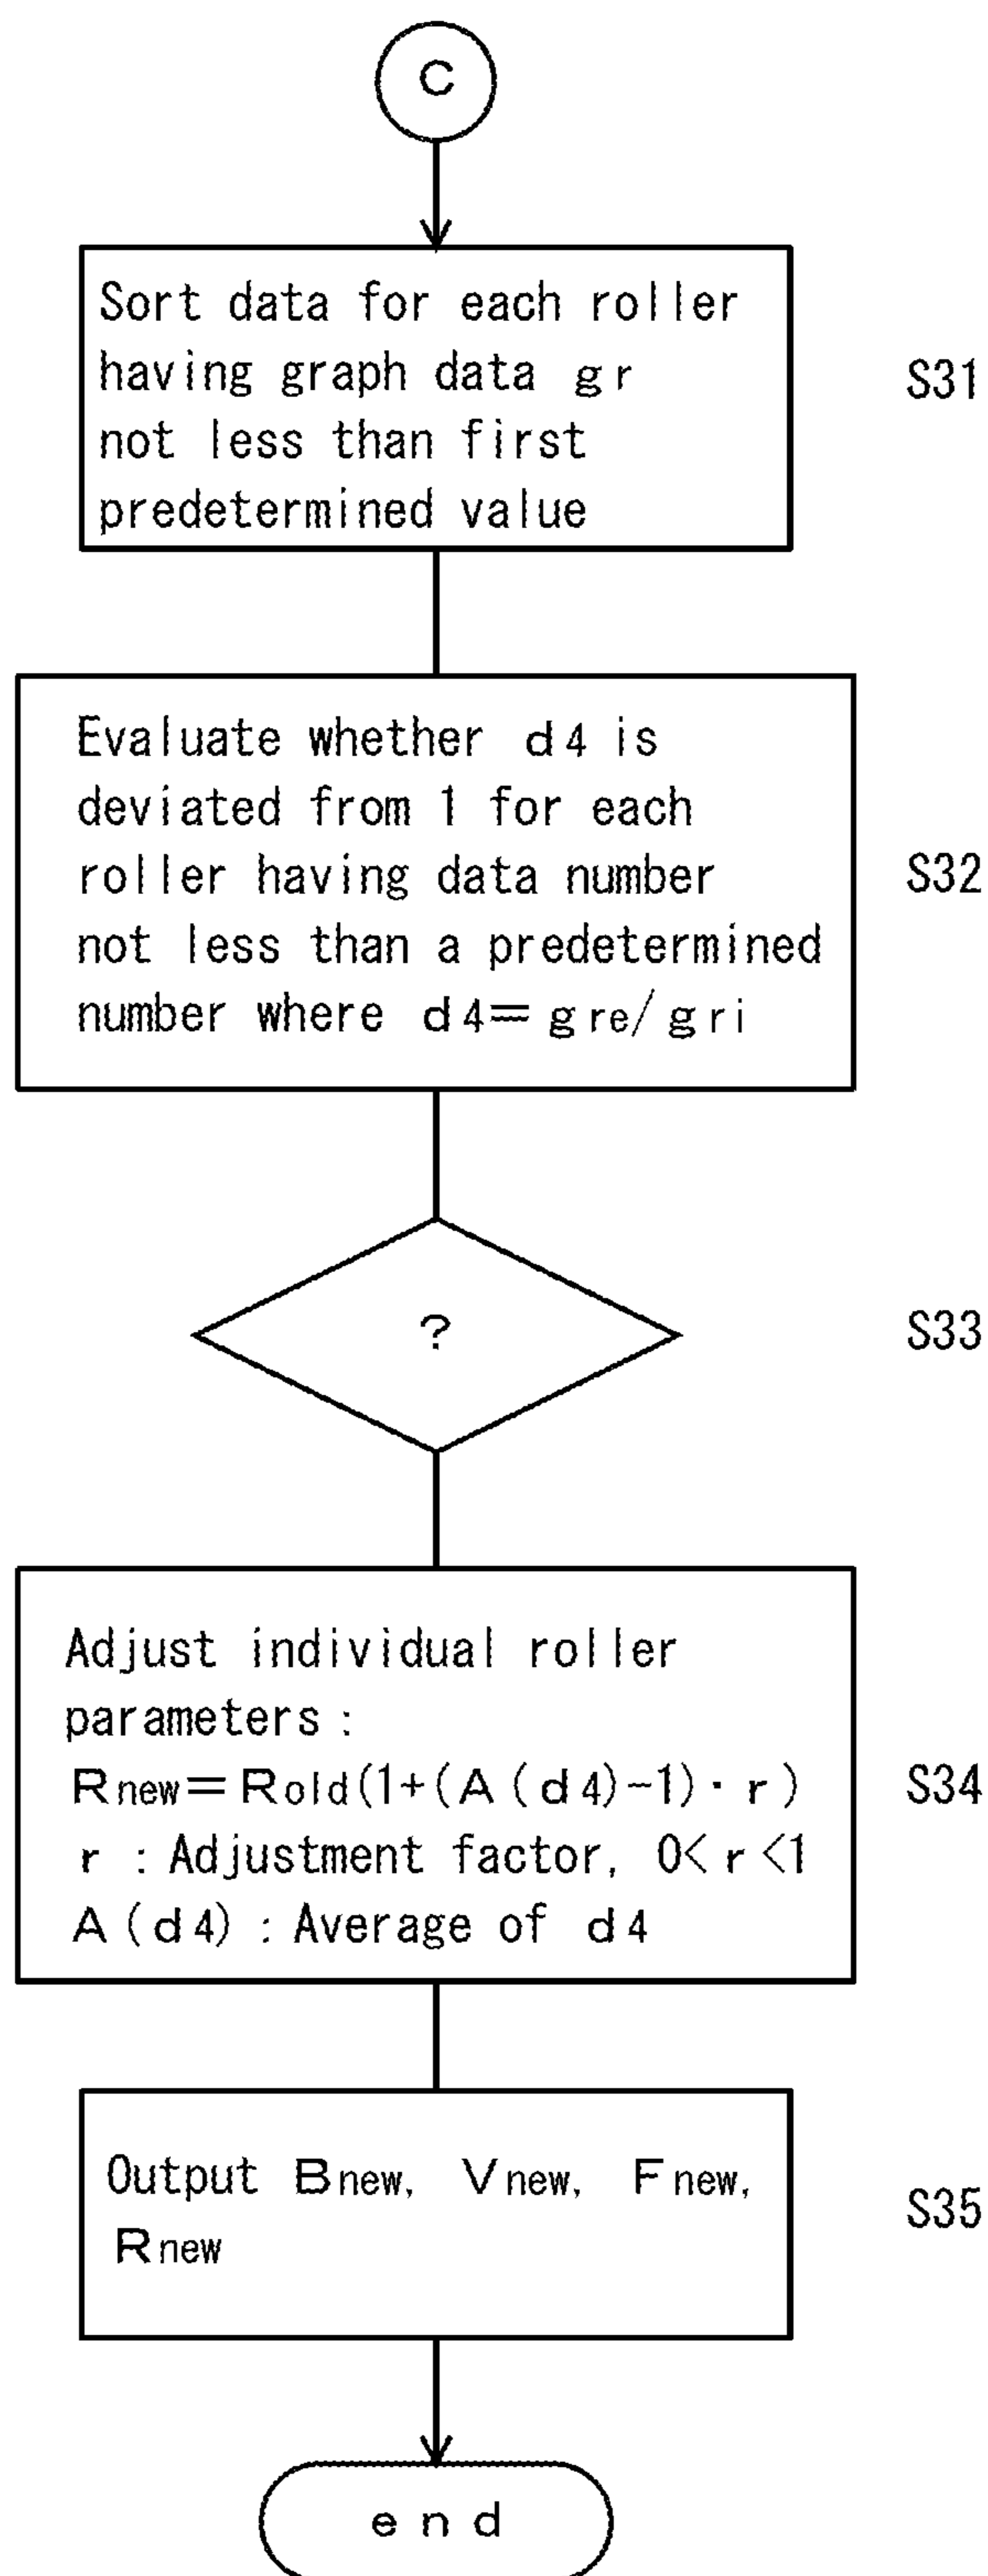 C
Sort data for each roller
having graph data gr
not less than first
predetermined value
S31
Evaluate whether d4 is
deviated from 1 for each
roller having data number
not less than a predetermined
number where d4=gre/gri
S32
?
S33
Adjust individual roller
parameters:
Rnew=Rold(1+(A(d4)-1)・r)
r:Adjustment factor, 0<r<1
A(d4):Average of d4
S34
Output Bnew, Vnew, Fnew,
Rnew
S35
end